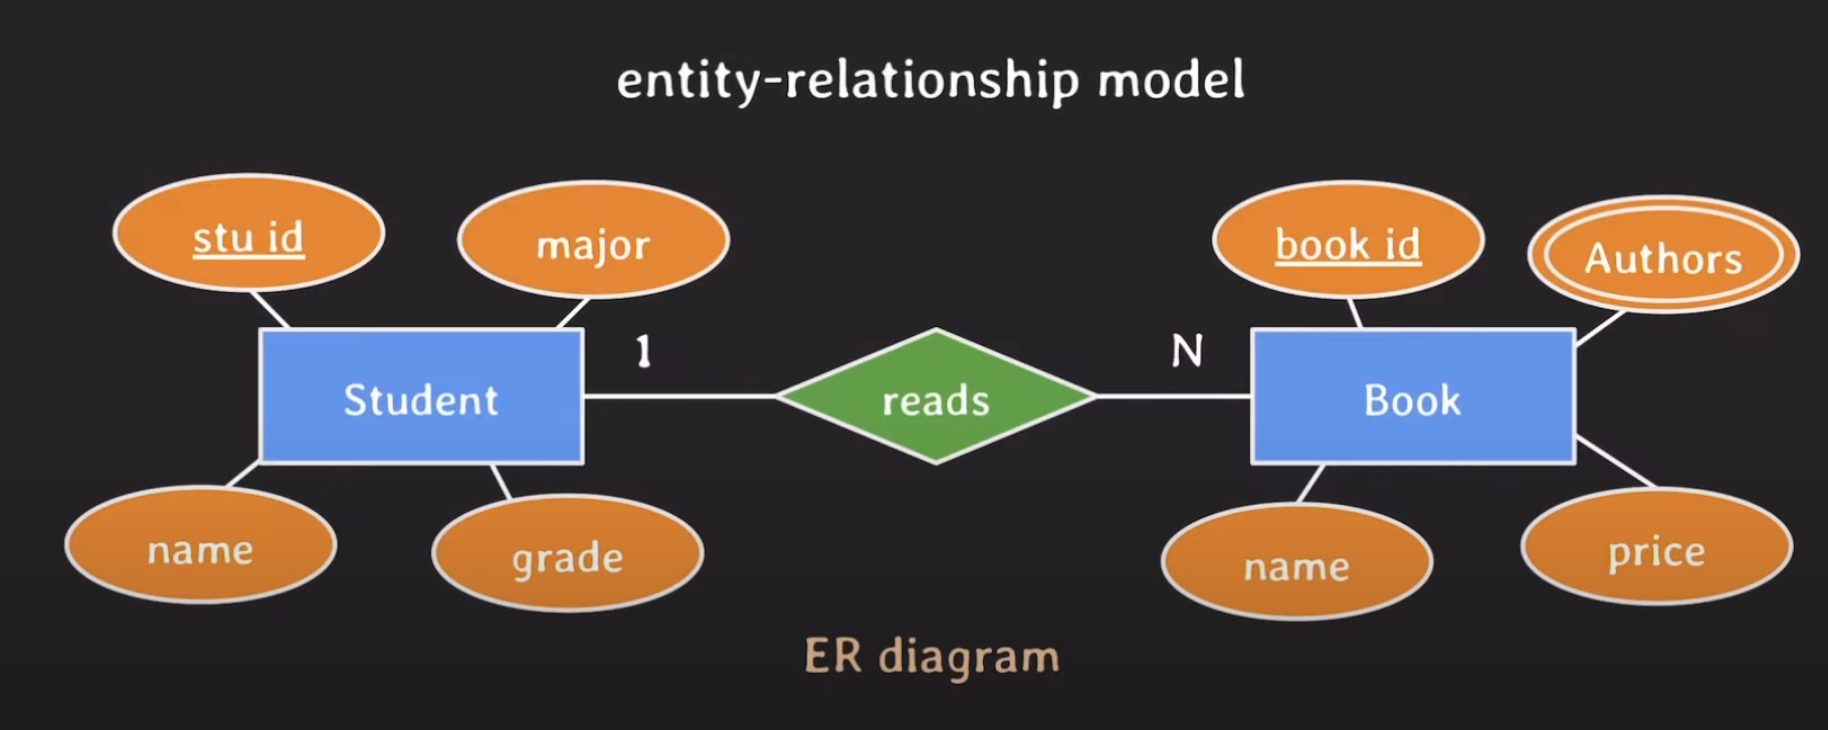 entity-relationship model
stu id
major
book id
Authors
1
N
Student
reads
Book
name
grade
name
price
ER diagram